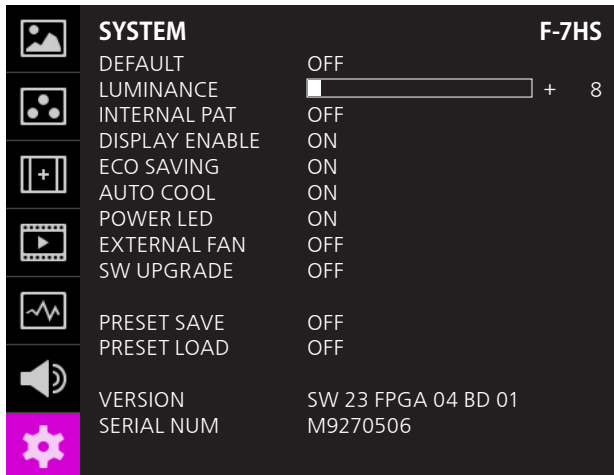 SYSTEM F-7HS
DEFAULT OFF
LUMINANCE + 8
INTERNAL PAT OFF
DISPLAY ENABLE ON
ECO SAVING ON
AUTO COOL ON
POWER LED ON
EXTERNAL FAN OFF
SW UPGRADE OFF
PRESET SAVE OFF
PRESET LOAD OFF
VERSION SW 23 FPGA 04 BD 01
SERIAL NUM M9270506